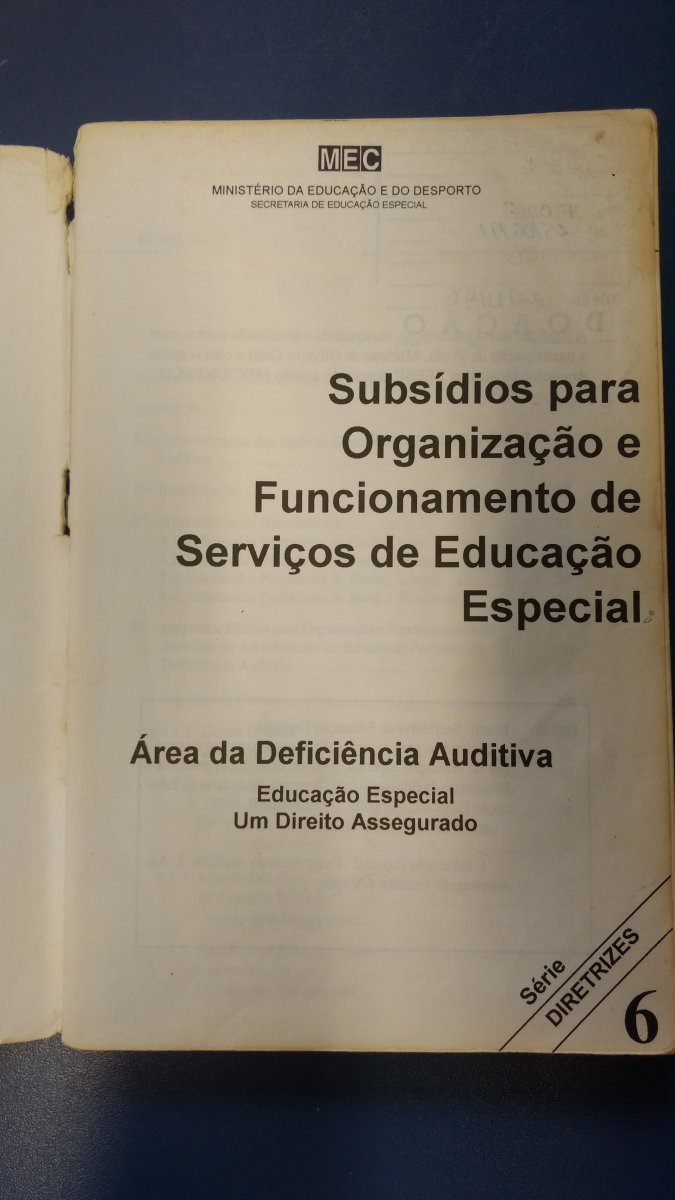 MEC
MINISTÉRIO DA EDUCAÇÃO E DO DESPORTO
SECRETARIA DE EDUCAÇÃO ESPECIAL
Subsídios para
Organização e
Funcionamento de
Serviços de Educação
Especial
Área da Deficiência Auditiva
Educação Especial
Um Direito Assegurado
Série
DIRETRIZES
6